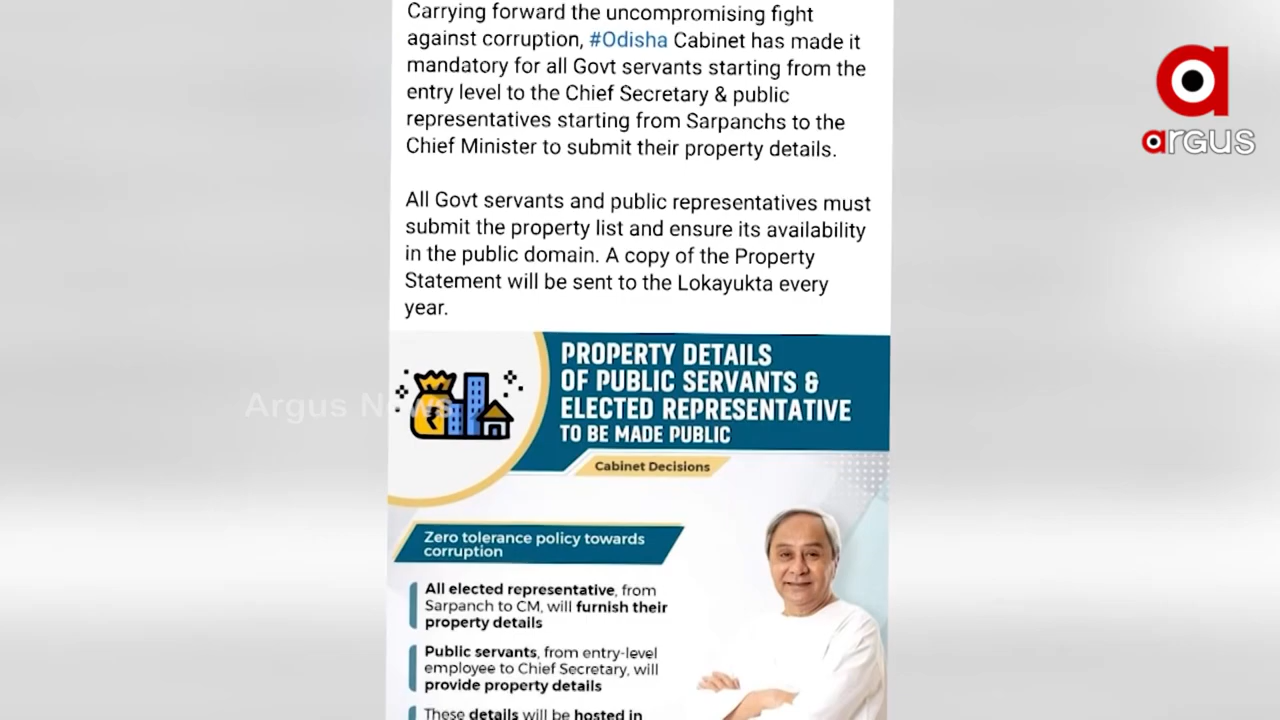 Carrying forward the uncompromising fight
against corruption, #Odisha Cabinet has made it
mandatory for all Govt servants starting from the
entry level to the Chief Secretary & public
representatives starting from Sarpanchs to the
Chief Minister to submit their property details.
All Govt servants and public representatives must
submit the property list and ensure its availability
in the public domain. A copy of the Property
Statement will be sent to the Lokayukta every
year.
argus
Argus News
PROPERTY DETAILS
OF PUBLIC SERVANTS &
ELECTED REPRESENTATIVE
TO BE MADE PUBLIC
Cabinet Decisions
Zero tolerance policy towards
corruption
All elected representative, from
Sarpanch to CM, will furnish their
property details
Public servants, from entry-level
employee to Chief Secretary, will
provide property details
These details will be hosted in